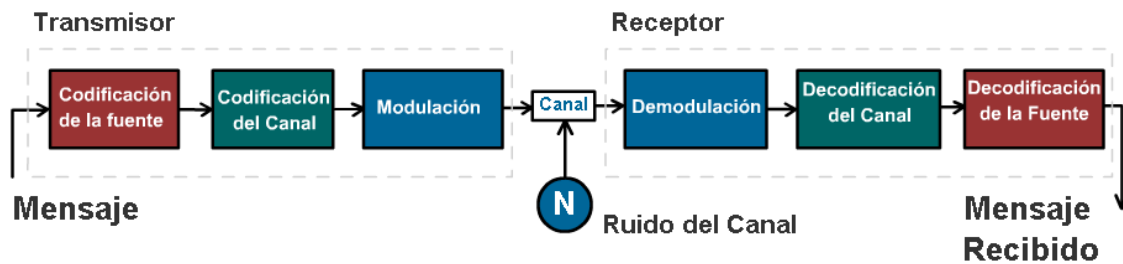 Transmisor
Receptor
Codificación
de la fuente
Codificación
del Canal
Modulación
Canal
Demodulación
Decodificación
del Canal
Decodificación
de la Fuente
Mensaje
N
Ruido del Canal
Mensaje
Recibido